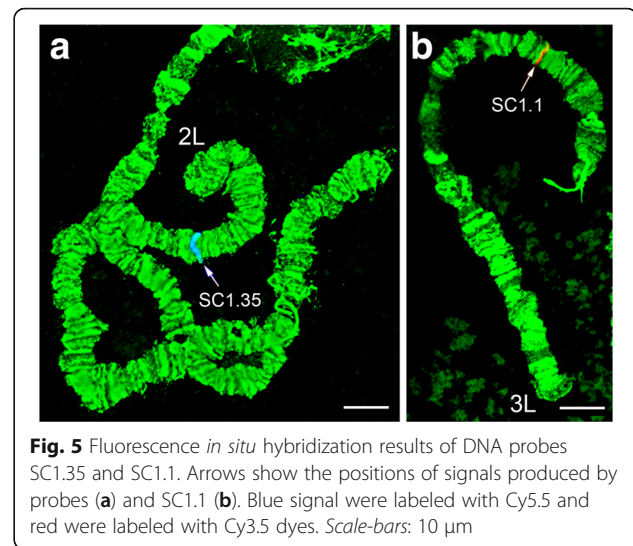 a
b
2L
SC1.1
SC1.35
3L
Fig. 5 Fluorescence in situ hybridization results of DNA probes
SC1.35 and SC1.1. Arrows show the positions of signals produced by
probes (a) and SC1.1 (b). Blue signal were labeled with Cy5.5 and
red were labeled with Cy3.5 dyes. Scale-bars: 10 μm